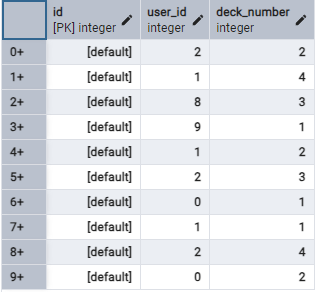 id user_id deck_number
[PK] integer integer integer
0+ [default] 2 2
1+ [default] 1 4
2+ [default] 8 3
3+ [default] 9 1
4+ [default] 1 2
5+ [default] 2 3
6+ [default] 0 1
7+ [default] 1 1
8+ [default] 2 4
9+ [default] 0 2